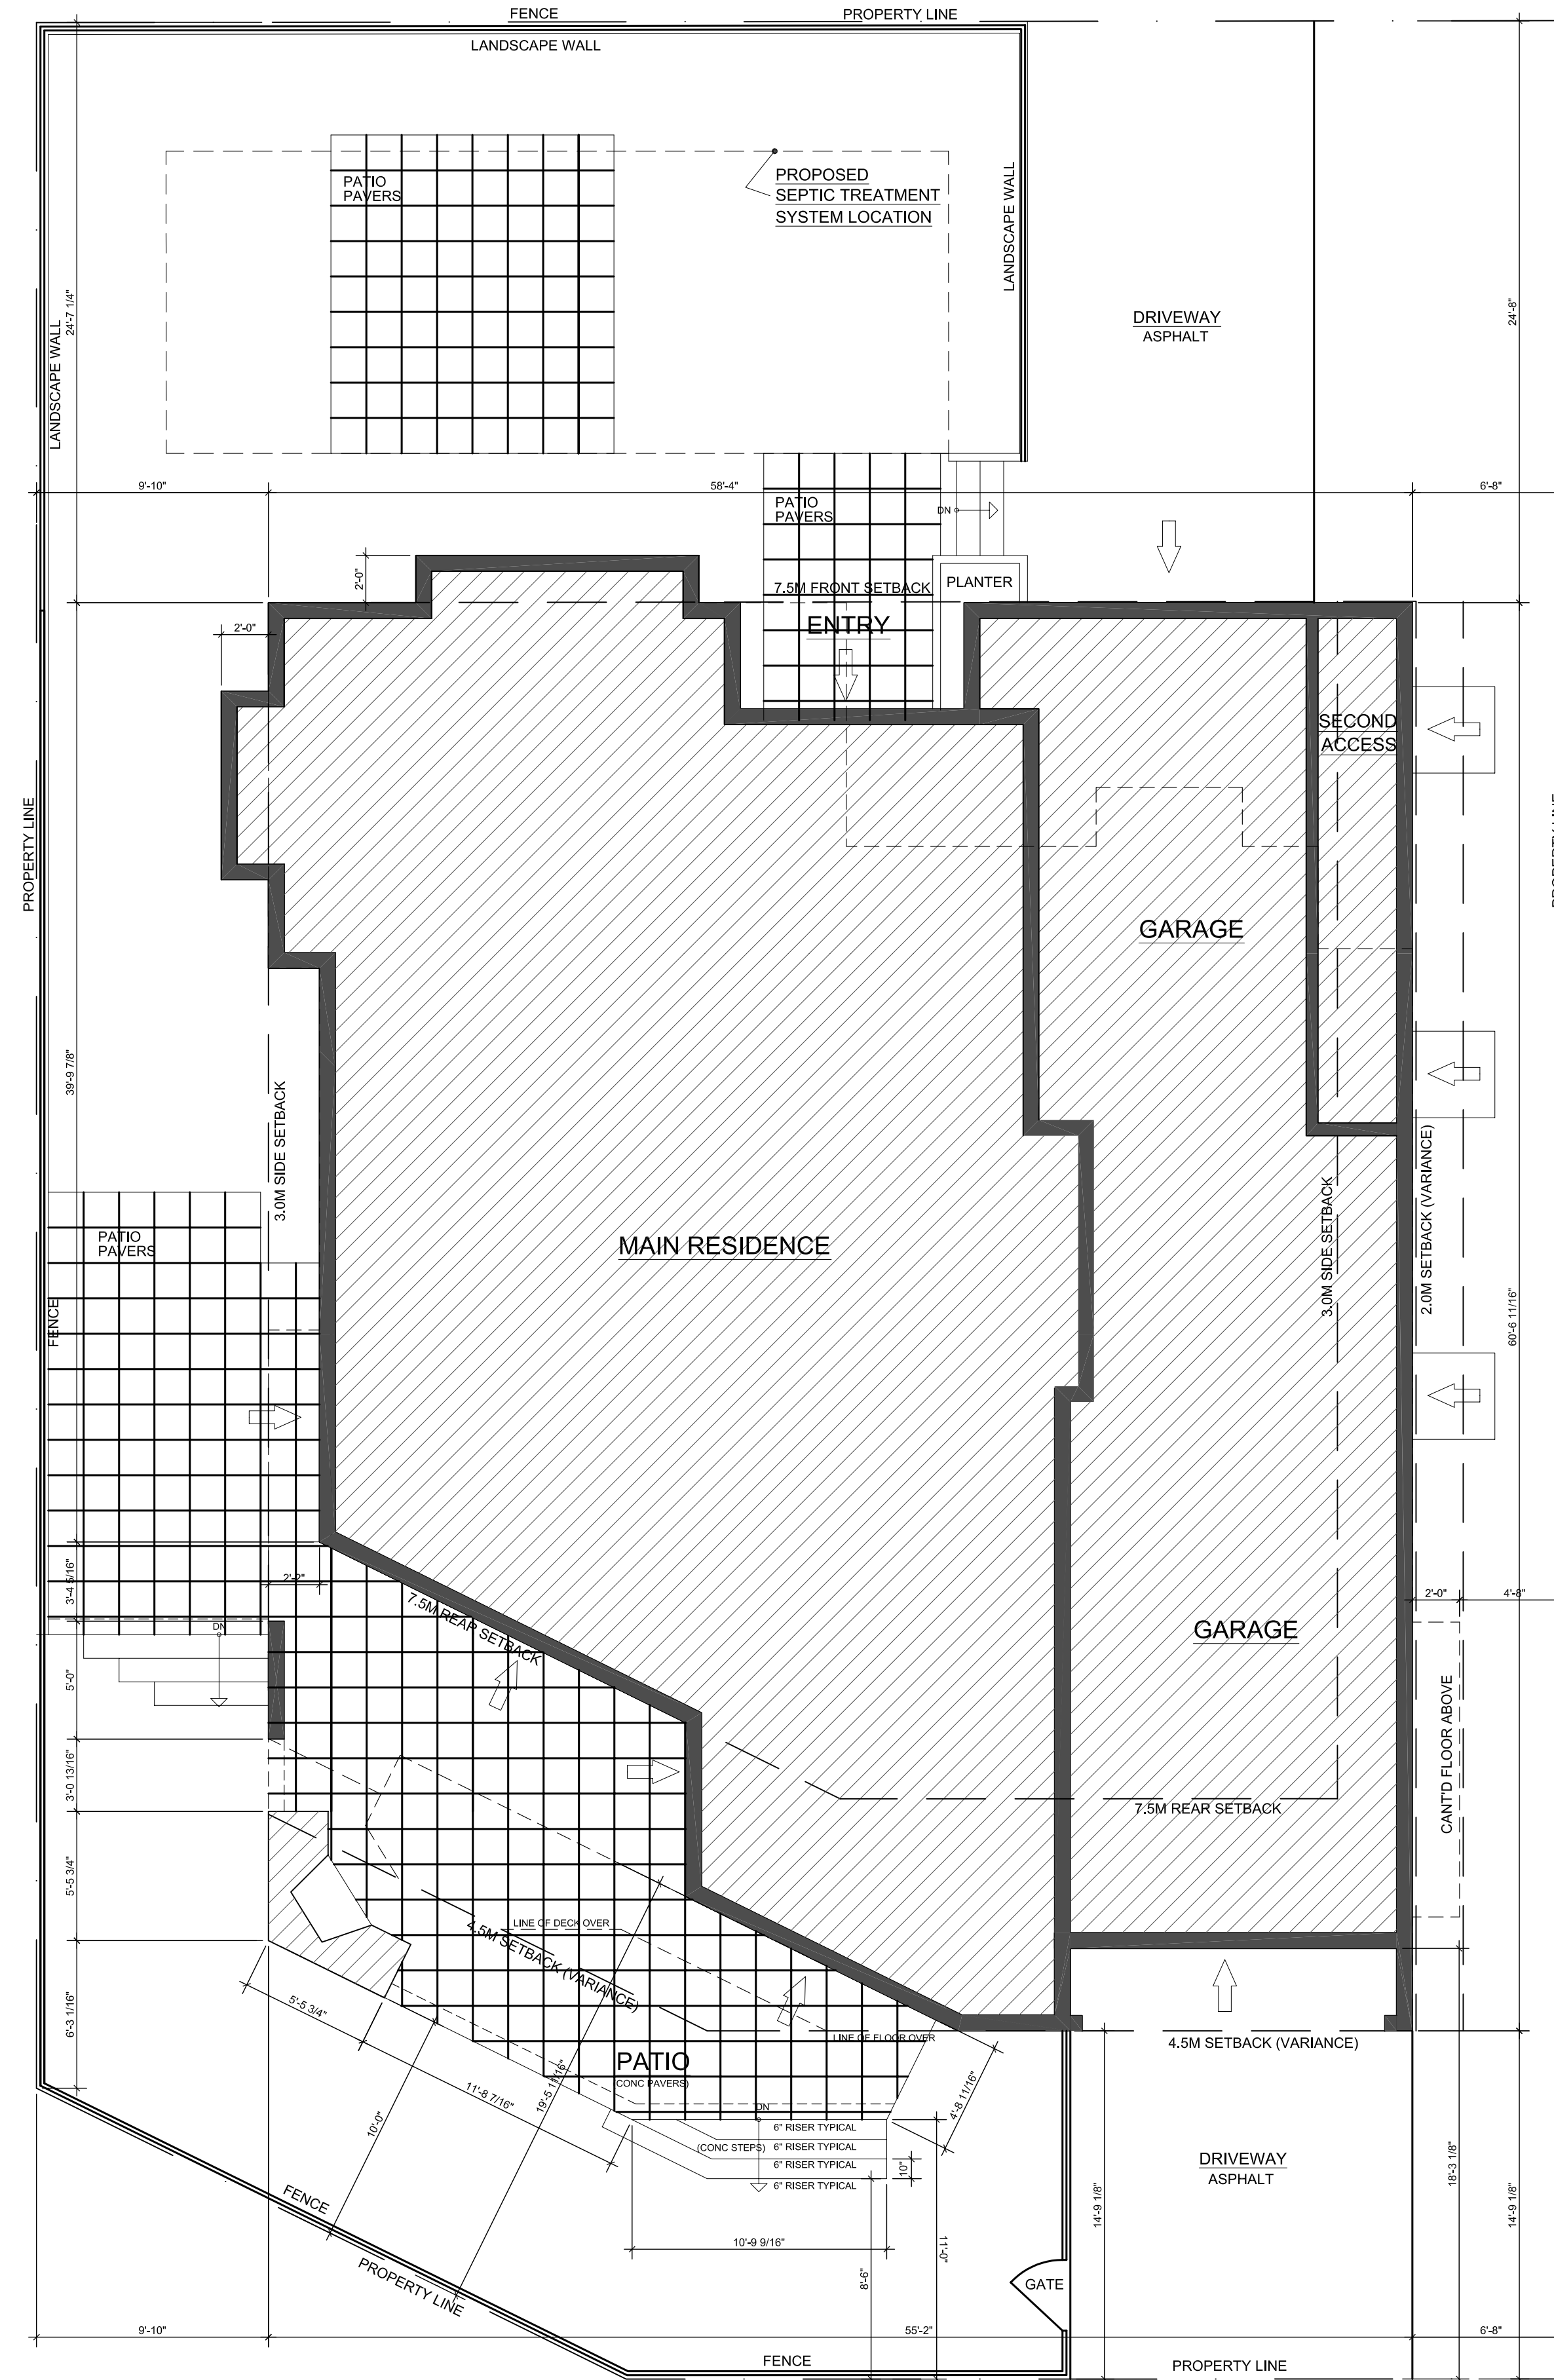 FENCE
PROPERTY LINE
LANDSCAPE WALL
PATIO
PAVERS
PROPOSED
SEPTIC TREATMENT
SYSTEM LOCATION
LANDSCAPE WALL
24'-7 1/4"
LANDSCAPE WALL
DRIVEWAY
ASPHALT
24'-8"
9'-10"
58'-4"
6'-8"
PATIO
PAVERS
DN
2'-0"
7.5M FRONT SETBACK
PLANTER
ENTRY
2'-0"
SECOND
ACCESS
PROPERTY LINE
GARAGE
39'-9 7/8"
3.0M SIDE SETBACK
3.0M SIDE SETBACK
2.0M SETBACK (VARIANCE)
PATIO
PAVERS
MAIN RESIDENCE
FENCE
60'-6 11/16"
3'-4 5/16"
2'-2"
7.5M REAR SETBACK
2'-0"
4'-8"
DN
GARAGE
5'-0"
CANT'D FLOOR ABOVE
3'-0 13/16"
7.5M REAR SETBACK
5'-5 3/4"
LINE OF DECK OVER
4.5M SETBACK (VARIANCE)
6'-3 1/16"
5'-5 3/4"
LINE OF FLOOR OVER
4.5M SETBACK (VARIANCE)
PATIO
(CONC PAVERS)
11'-8 7/16"
19'-5 11/16"
4'-8 11/16"
10'-0"
DN
6" RISER TYPICAL
(CONC STEPS)
6" RISER TYPICAL
6" RISER TYPICAL
10"
6" RISER TYPICAL
DRIVEWAY
ASPHALT
14'-9 1/8"
18'-3 1/8"
14'-9 1/8"
FENCE
PROPERTY LINE
10'-9 9/16"
11'-0"
8'-6"
GATE
9'-10"
55'-2"
6'-8"
FENCE
PROPERTY LINE